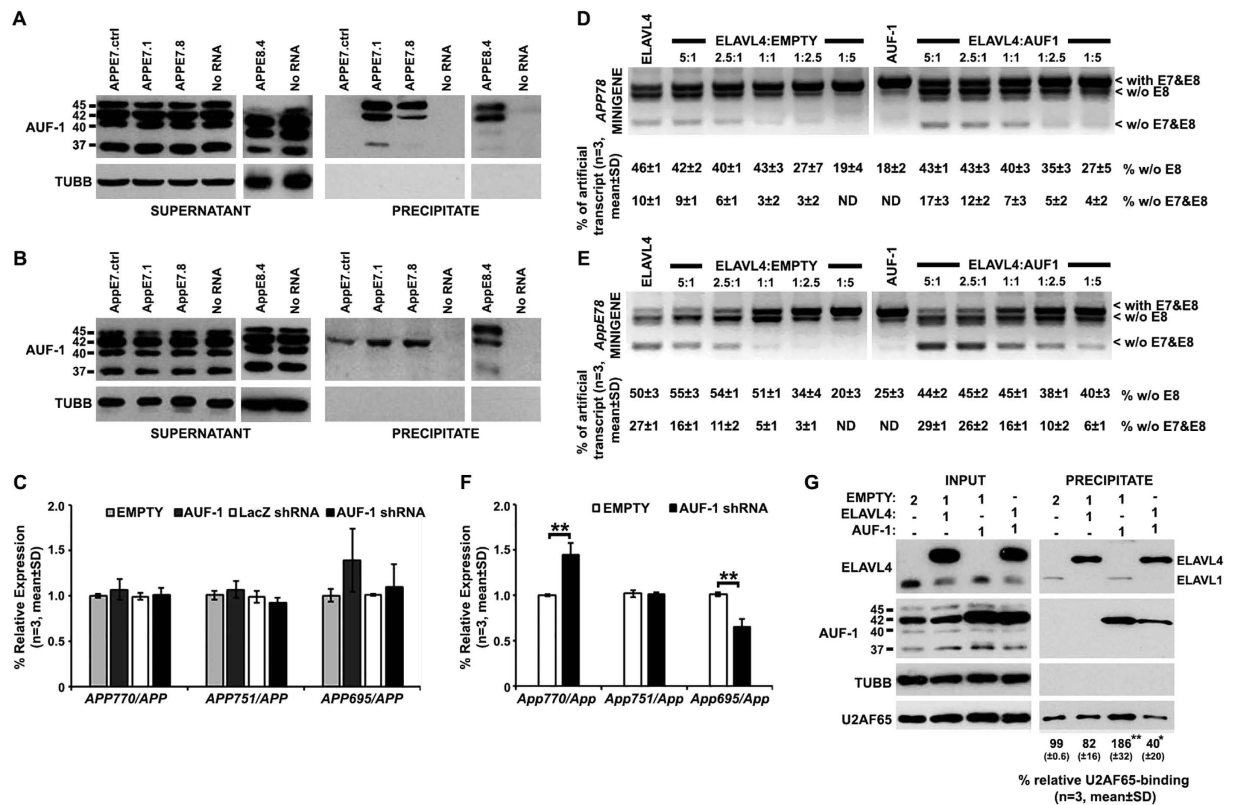 A
APPE7.ctrl APPE7.1 APPE7.8 No RNA APPE8.4 No RNA APPE7.ctrl APPE7.1 APPE7.8 No RNA APPE8.4 No RNA
45
42
40
37
AUF-1
TUBB
SUPERNATANT PRECIPITATE
B
AppE7.ctrl AppE7.1 AppE7.8 No RNA AppE8.4 No RNA AppE7.ctrl AppE7.1 AppE7.8 No RNA AppE8.4 No RNA
45
42
40
37
AUF-1
TUBB
SUPERNATANT PRECIPITATE
C
% Relative Expression
(n=3, mean±SD)
EMPTY AUF-1 LacZ shRNA AUF-1 shRNA
2.0
1.5
1.0
0.5
0
APP770/APP APP751/APP APP695/APP
D
ELAVL4 ELAVL4:EMPTY AUF-1 ELAVL4:AUF1
5:1 2.5:1 1:1 1:2.5 1:5 5:1 2.5:1 1:1 1:2.5 1:5
APP78
MINIGENE
< with E7&E8
< w/o E8
< w/o E7&E8
% of artificial
transcript (n=3,
mean±SD)
46±1 42±2 40±1 43±3 27±7 19±4 18±2 43±1 43±3 40±3 35±3 27±5 % w/o E8
10±1 9±1 6±1 3±2 3±2 ND ND 17±3 12±2 7±3 5±2 4±2 % w/o E7&E8
E
ELAVL4 ELAVL4:EMPTY AUF-1 ELAVL4:AUF1
5:1 2.5:1 1:1 1:2.5 1:5 5:1 2.5:1 1:1 1:2.5 1:5
AppE78
MINIGENE
< with E7&E8
< w/o E8
< w/o E7&E8
% of artificial
transcript (n=3,
mean±SD)
50±3 55±3 54±1 51±1 34±4 20±3 25±3 44±2 45±2 45±1 38±1 40±3 % w/o E8
27±1 16±1 11±2 5±1 3±1 ND ND 29±1 26±2 16±1 10±2 6±1 % w/o E7&E8
F
% Relative Expression
(n=3, mean±SD)
EMPTY AUF-1 shRNA
2.0
1.5
1.0
0.5
0
**
**
App770/App App751/App App695/App
G
INPUT PRECIPITATE
EMPTY: 2 1 1 - 2 1 1 -
ELAVL4: - 1 - 1 - 1 - 1
AUF-1: - - 1 1 - - 1 1
ELAVL4
ELAVL4
ELAVL1
45
42
40
37
AUF-1
TUBB
U2AF65
99 82 186** 40*
(±0.6) (±16) (±32) (±20)
% relative U2AF65-binding
(n=3, mean±SD)